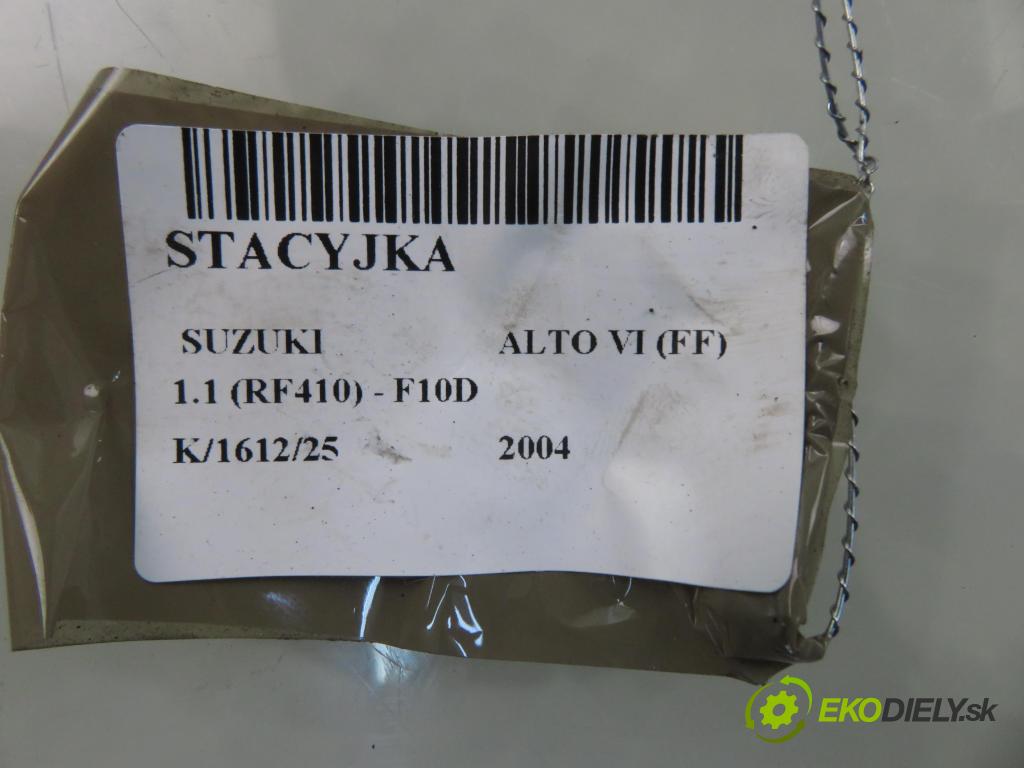 STACYJKA
SUZUKI ALTO VI (FF)
1.1 (RF410) - F10D
K/1612/25 2004
EKODIELY.sk